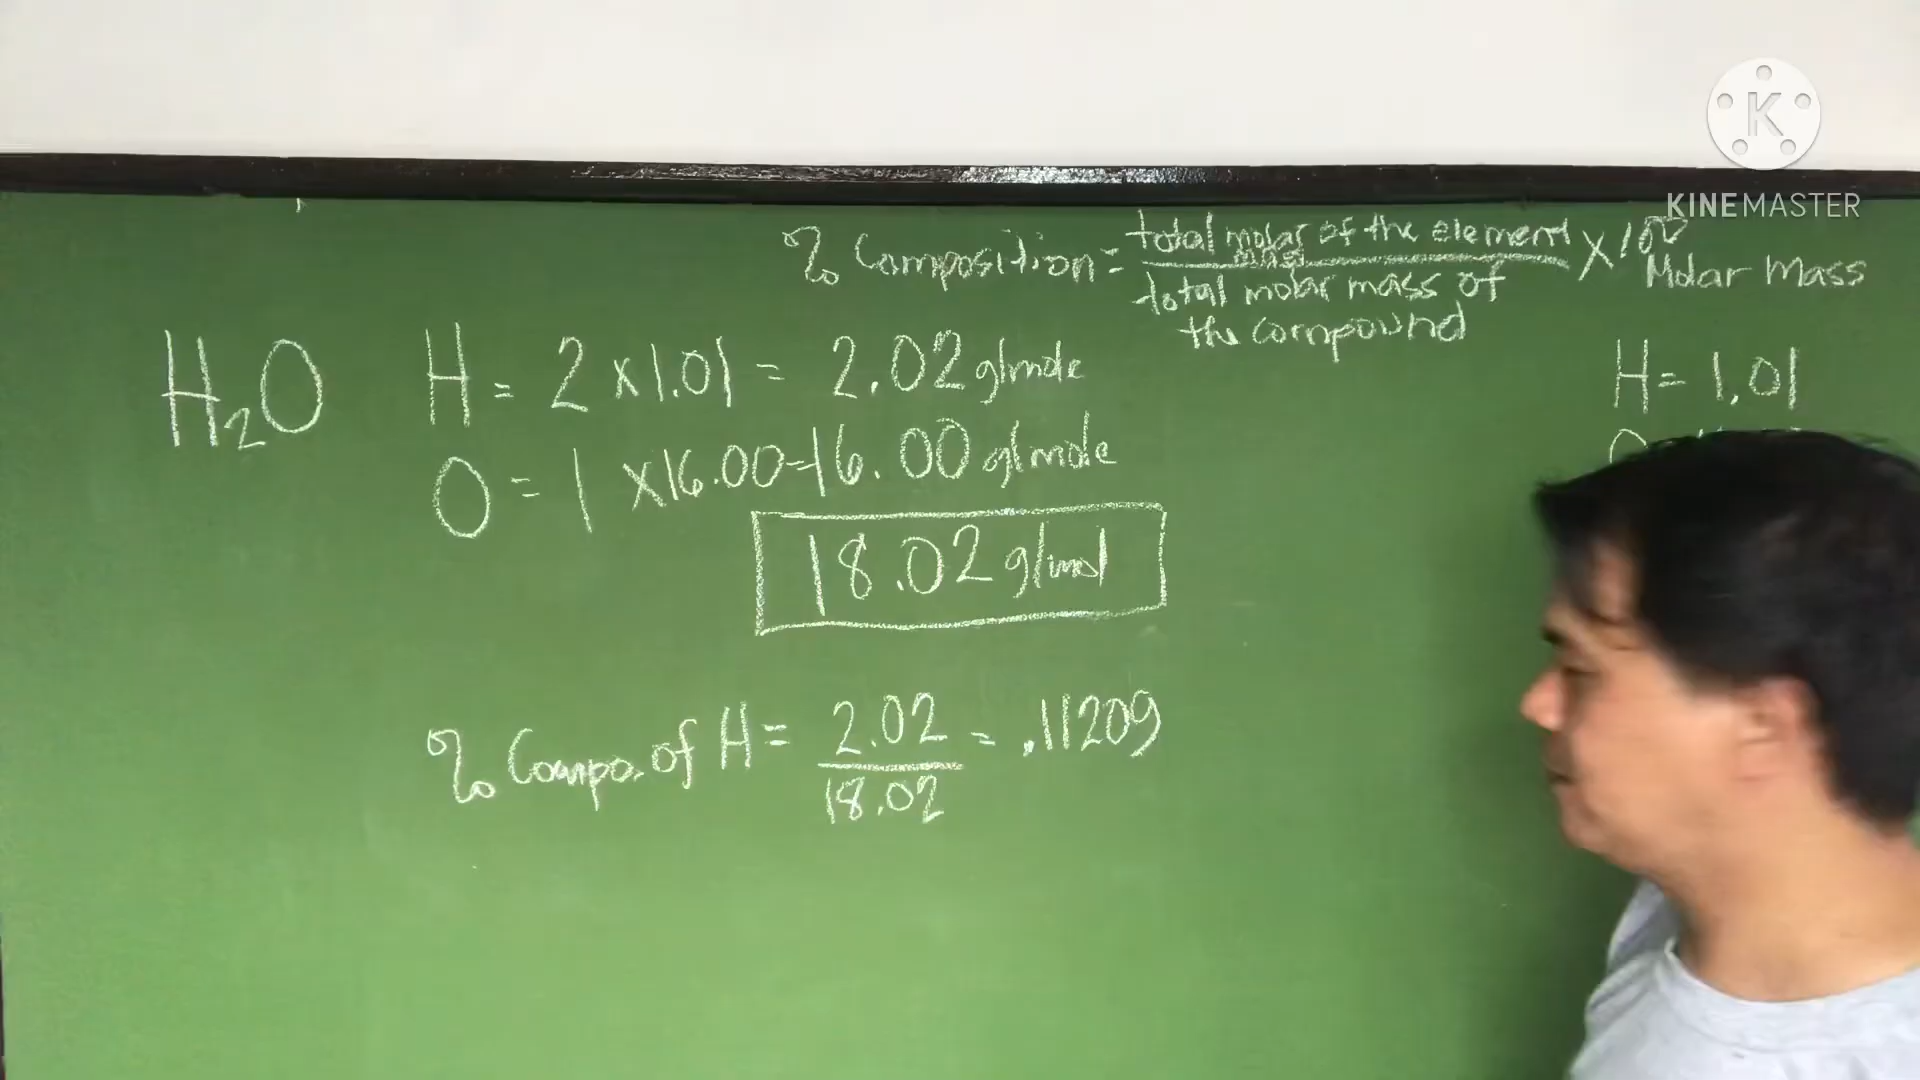 K
KINEMASTER
% Composition = total molar mass of the element / total molar mass of the compound X 100
Molar Mass
H = 1.01
O
H₂O
H = 2 x 1.01 = 2.02 g/mole
O = 1 x 16.00 = 16.00 g/mole
18.02 g/mol
% Compo. of H = 2.02 / 18.02 = .11209